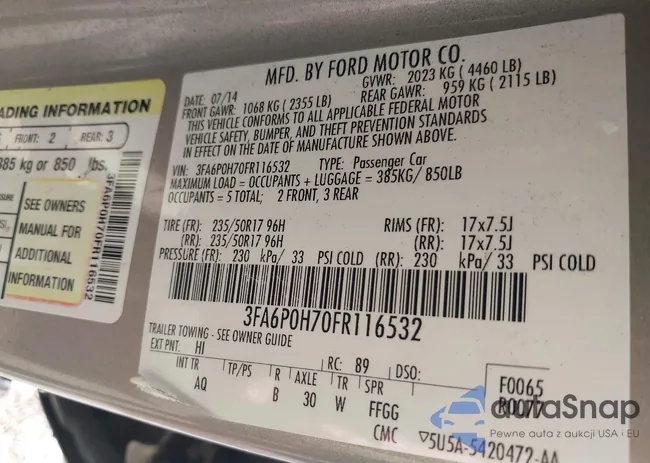 ADING INFORMATION
FRONT: 2 REAR: 3
385 kg or 850 lbs.
SEE OWNERS
MANUAL FOR
ADDITIONAL
INFORMATION
3FA6P0H70FR116532
MFD. BY FORD MOTOR CO.
DATE: 07/14 GVWR: 2023 KG ( 4460 LB)
FRONT GAWR: 1068 KG ( 2355 LB) REAR GAWR: 959 KG ( 2115 LB)
THIS VEHICLE CONFORMS TO ALL APPLICABLE FEDERAL MOTOR
VEHICLE SAFETY, BUMPER, AND THEFT PREVENTION STANDARDS
IN EFFECT ON THE DATE OF MANUFACTURE SHOWN ABOVE.
VIN: 3FA6P0H70FR116532 TYPE: Passenger Car
MAXIMUM LOAD = OCCUPANTS + LUGGAGE = 385KG/ 850LB
OCCUPANTS = 5 TOTAL; 2 FRONT, 3 REAR
TIRE (FR): 235/50R17 96H RIMS (FR): 17x7.5J
(RR): 235/50R17 96H (RR): 17x7.5J
PRESSURE (FR): 230 kPa/ 33 PSI COLD (RR): 230 kPa/ 33 PSI COLD
3FA6P0H70FR116532
TRAILER TOWING - SEE OWNER GUIDE
EXT PNT: HI RC: 89 DSO: F0065
INT TR TP/PS R AXLE TR SPR
AQ B 30 W FFGG
CMC ▽5U5A-5420472-AA
autoSnap
Pewne auta z aukcji USA i EU